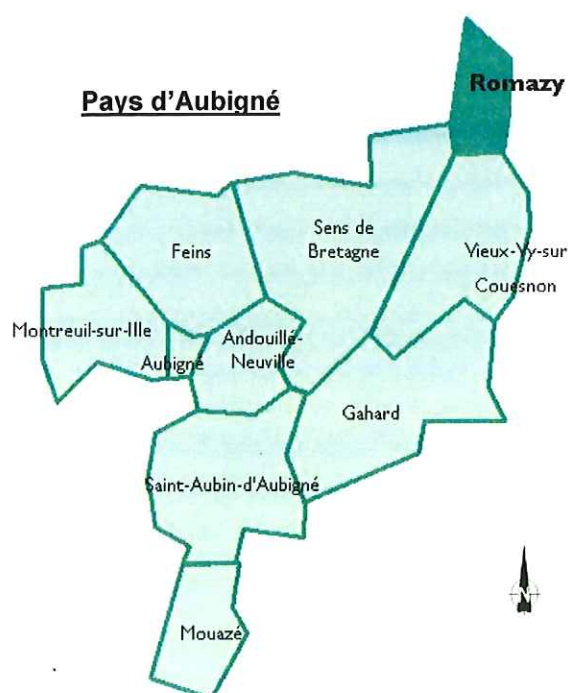 Romazy
Pays d'Aubigné
Sens de
Bretagne
Feins
Vieux-Vy-sur
Couesnon
Montreuil-sur-Ille
Andouillé-
Neuville
Aubigné
Gahard
Saint-Aubin-d'Aubigné
N
Mouazé